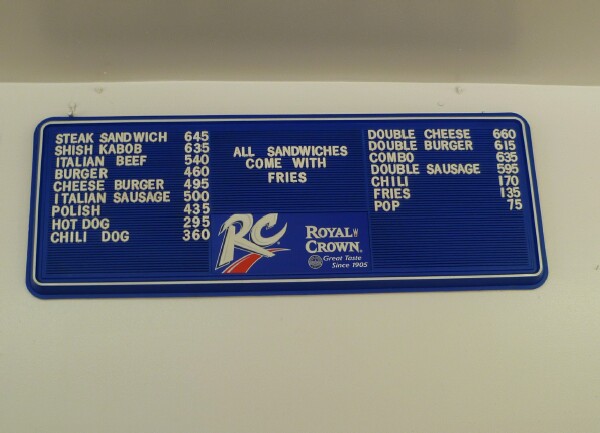 STEAK SANDWICH 645
SHISH KABOB 635
ITALIAN BEEF 540
BURGER 460
CHEESE BURGER 495
ITALIAN SAUSAGE 500
POLISH 435
HOT DOG 295
CHILI DOG 360
ALL SANDWICHES
COME WITH
FRIES
RC
ROYAL
CROWN
Great Taste
Since 1905
DOUBLE CHEESE 660
DOUBLE BURGER 615
COMBO 635
DOUBLE SAUSAGE 595
CHILI 170
FRIES 135
POP 75